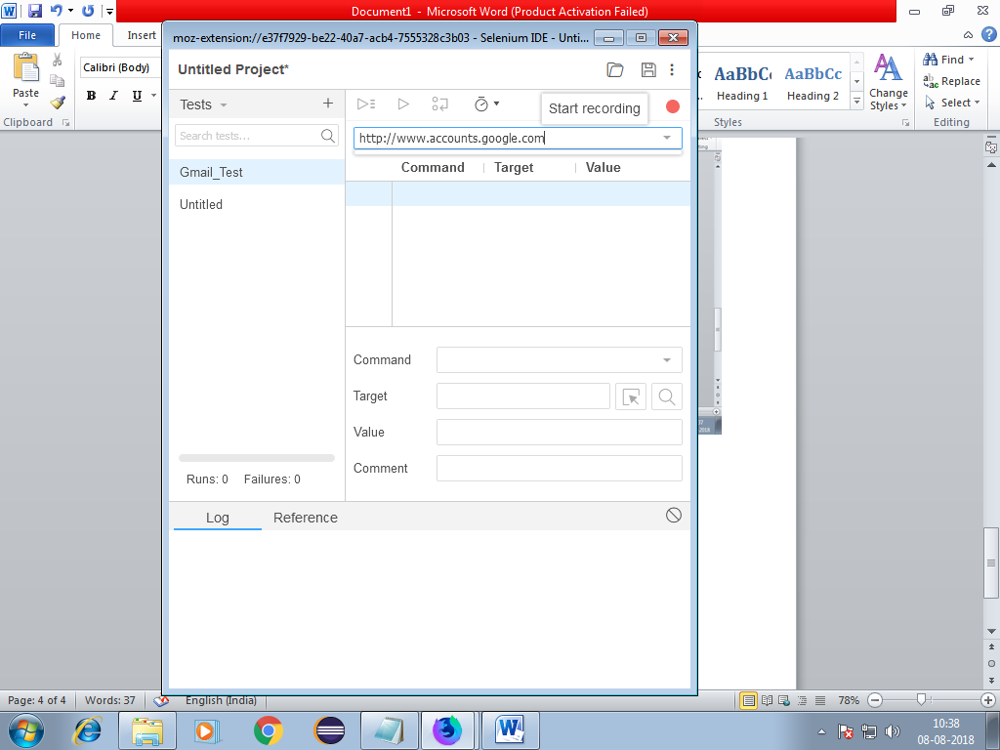 Document1 - Microsoft Word (Product Activation Failed)
File
Home
Insert
Paste
Clipboard
Calibri (Body)
B I U
moz-extension://e37f7929-be22-40a7-acb4-7555328c3b03 - Selenium IDE - Unti...
Untitled Project*
Tests
Start recording
Search tests...
http://www.accounts.google.com
Command Target Value
Gmail_Test
Untitled
Command
Target
Value
Comment
Runs: 0 Failures: 0
Log Reference
AaBbC AaBbCc
Heading 1 Heading 2
Change
Styles
Styles
Find
Replace
Select
Editing
Page: 4 of 4 Words: 37 English (India) 78%
10:38
08-08-2018